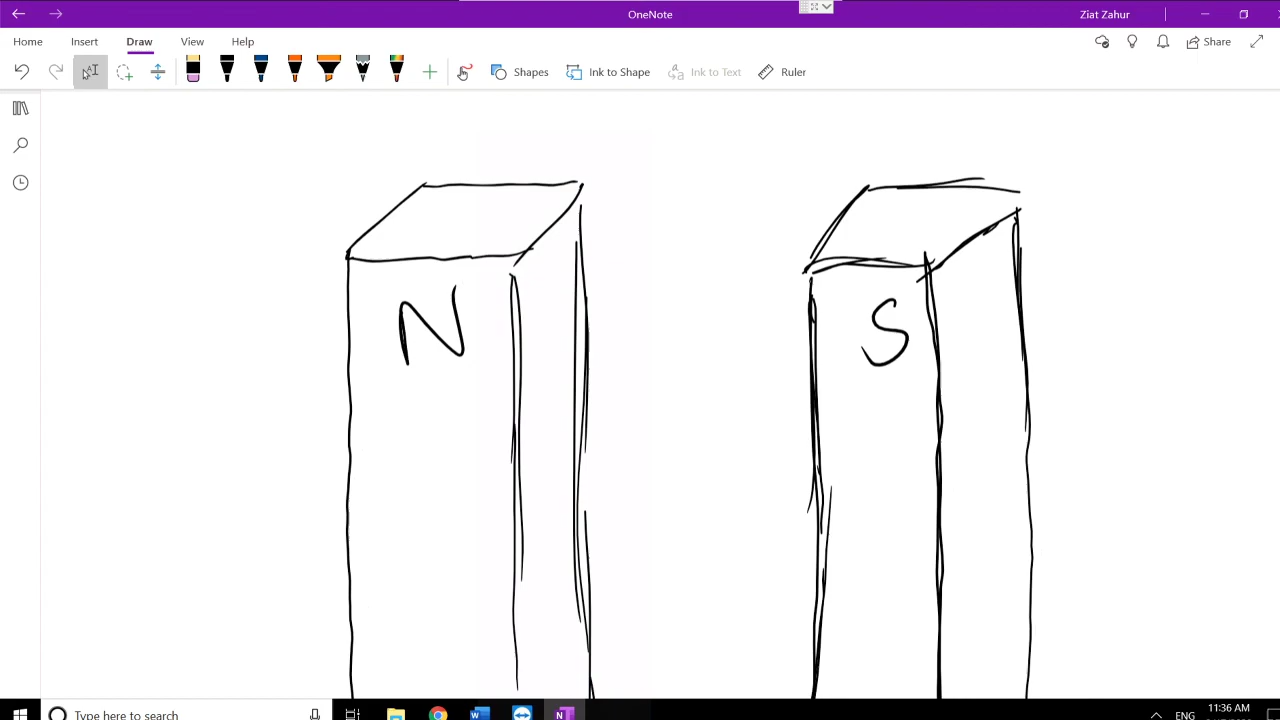 OneNote
Ziat Zahur
Home Insert Draw View Help
Share
Shapes
Ink to Shape
Ink to Text
Ruler
N
S
Type here to search
ENG
11:36 AM